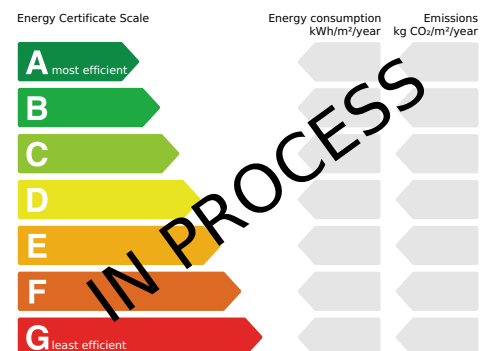 Energy Certificate Scale
Energy consumption
kWh/m²/year
Emissions
kg CO₂/m²/year
A most efficient
B
C
D
E
F
G least efficient
IN PROCESS